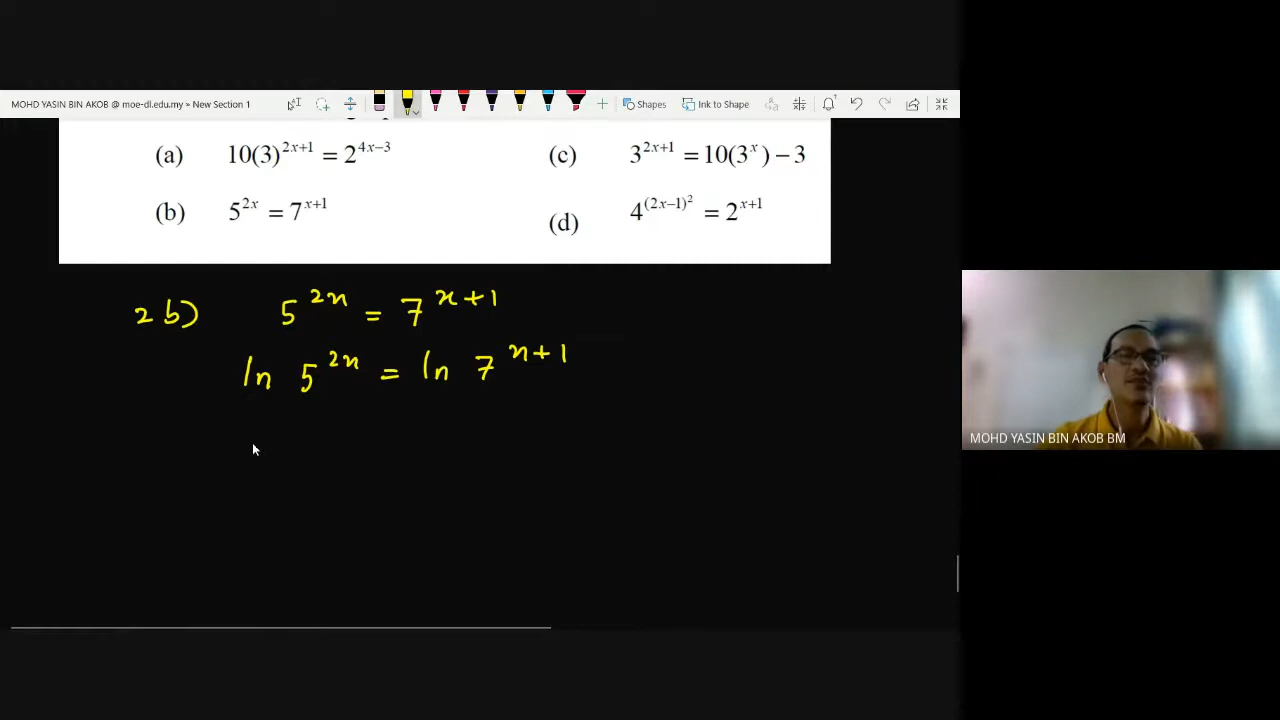 MOHD YASIN BIN AKOB @ moe-dl.edu.my » New Section 1
Shapes
Ink to Shape
(a) 10(3)^{2x+1} = 2^{4x−3}
(c) 3^{2x+1} = 10(3^x) − 3
(b) 5^{2x} = 7^{x+1}
(d) 4^{(2x−1)^2} = 2^{x+1}
2b) 5^{2x} = 7^{x+1}
ln 5^{2x} = ln 7^{x+1}
MOHD YASIN BIN AKOB BM